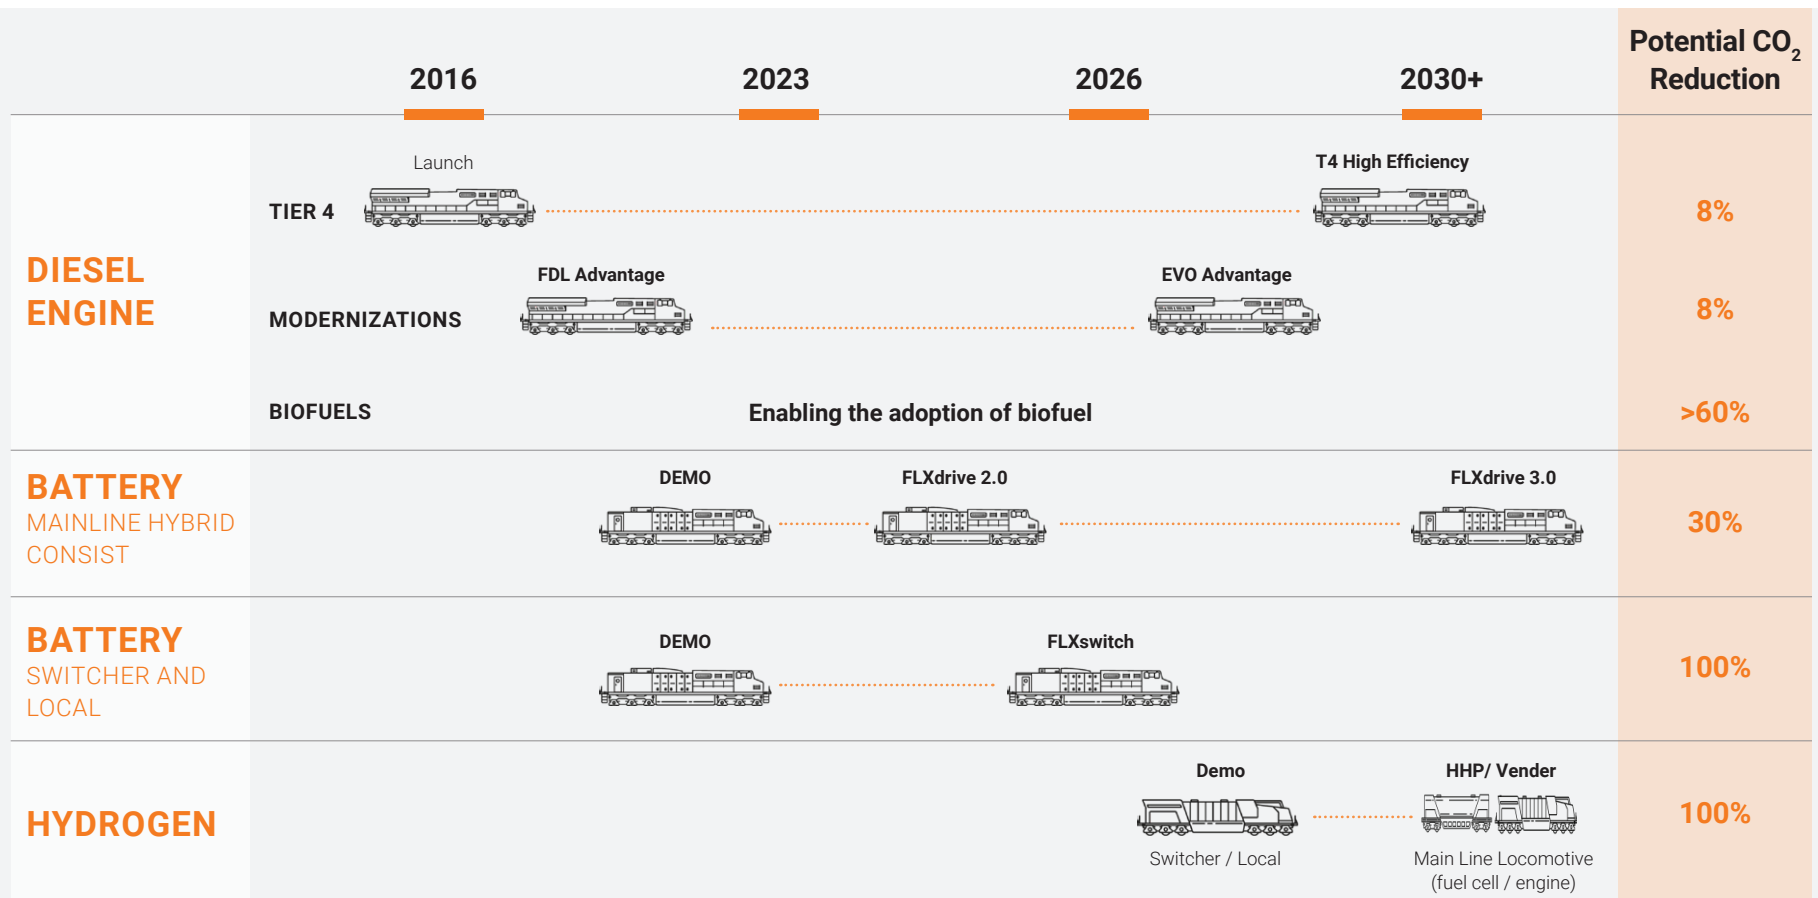 2016 2023 2026 2030+ Potential CO2
Reduction
DIESEL
ENGINE
Launch T4 High Efficiency
TIER 4 8%
FDL Advantage EVO Advantage
MODERNIZATIONS 8%
BIOFUELS Enabling the adoption of biofuel >60%
BATTERY
MAINLINE HYBRID
CONSIST
DEMO FLXdrive 2.0 FLXdrive 3.0
30%
BATTERY
SWITCHER AND
LOCAL
DEMO FLXswitch
100%
HYDROGEN
Demo HHP/ Vender
100%
Switcher / Local Main Line Locomotive
(fuel cell / engine)